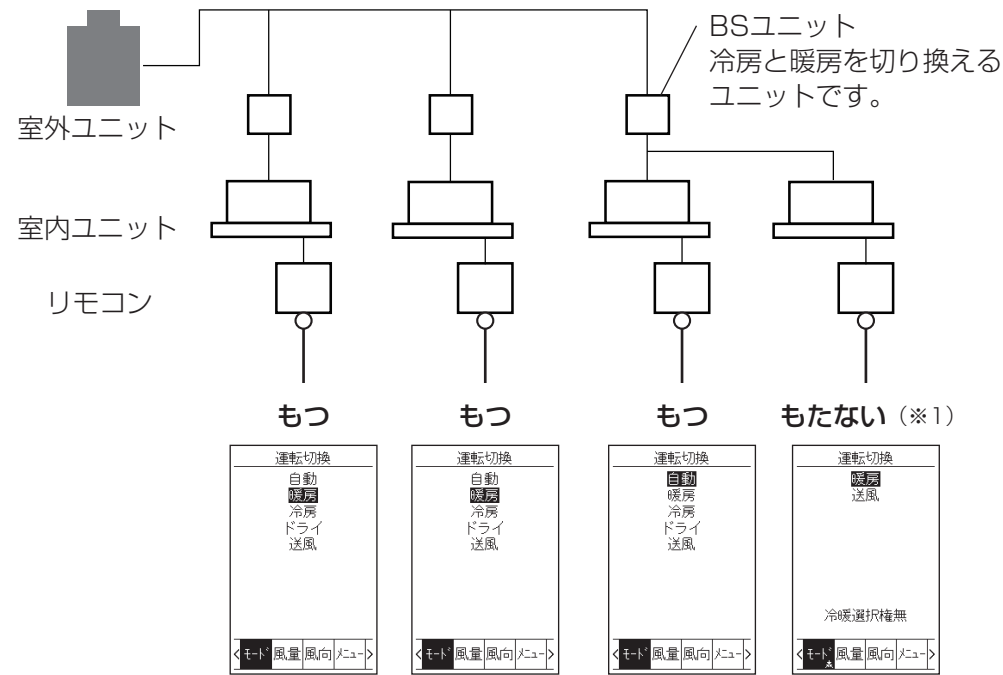 BSユニット
冷房と暖房を切り換える
ユニットです。
室外ユニット
室内ユニット
リモコン
もつ
もつ
もつ
もたない（※1）
運転切換
自動
暖房
冷房
ドライ
送風
<モード 風量 風向 メニュー>
運転切換
自動
暖房
冷房
ドライ
送風
<モード 風量 風向 メニュー>
運転切換
自動
暖房
冷房
ドライ
送風
<モード 風量 風向 メニュー>
運転切換
暖房
送風
冷暖選択権無
<モード 風量 風向 メニュー>